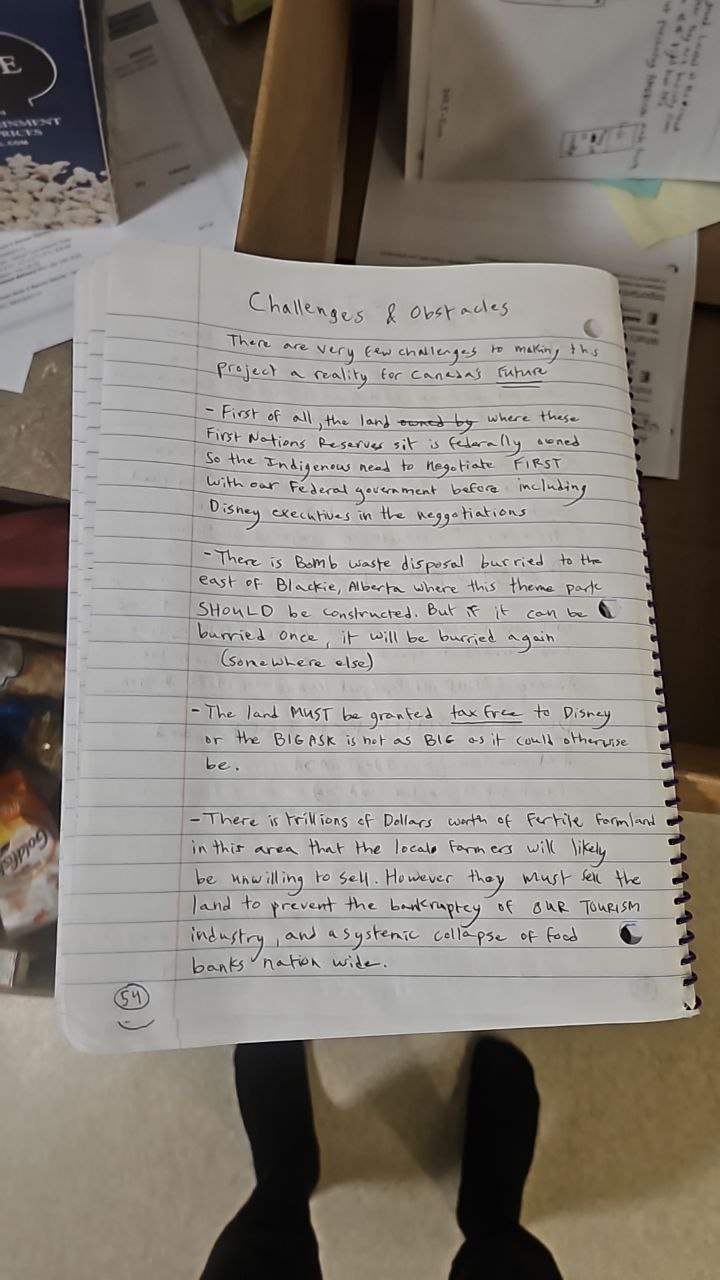 E
INMENT
RICES
.COM
Challenges & Obstacles
There are very few challenges to making this
project a reality for Canadas Future
- First of all, the land owned by where these
First Nations Reserves sit is federally owned
So the Indigenous need to Negotiate FIRST
with our Federal government before including
Disney executives in the neggotiations
- There is Bomb waste disposal burried to the
east of Blackie, Alberta where this theme park
SHOULD be constructed. But if it can be
burried once, it will be burried again
(somewhere else)
- The land MUST be granted tax free to Disney
or the BIG ASK is not as BIG as it could otherwise
be.
- There is trillions of Dollars worth of Fertile farmland
in this area that the locals farmers will likely
be unwilling to sell. However they must sell the
land to prevent the bankruptcy of OUR TOURISM
industry, and a systemic collapse of food
banks nation wide.
54
Goldfish